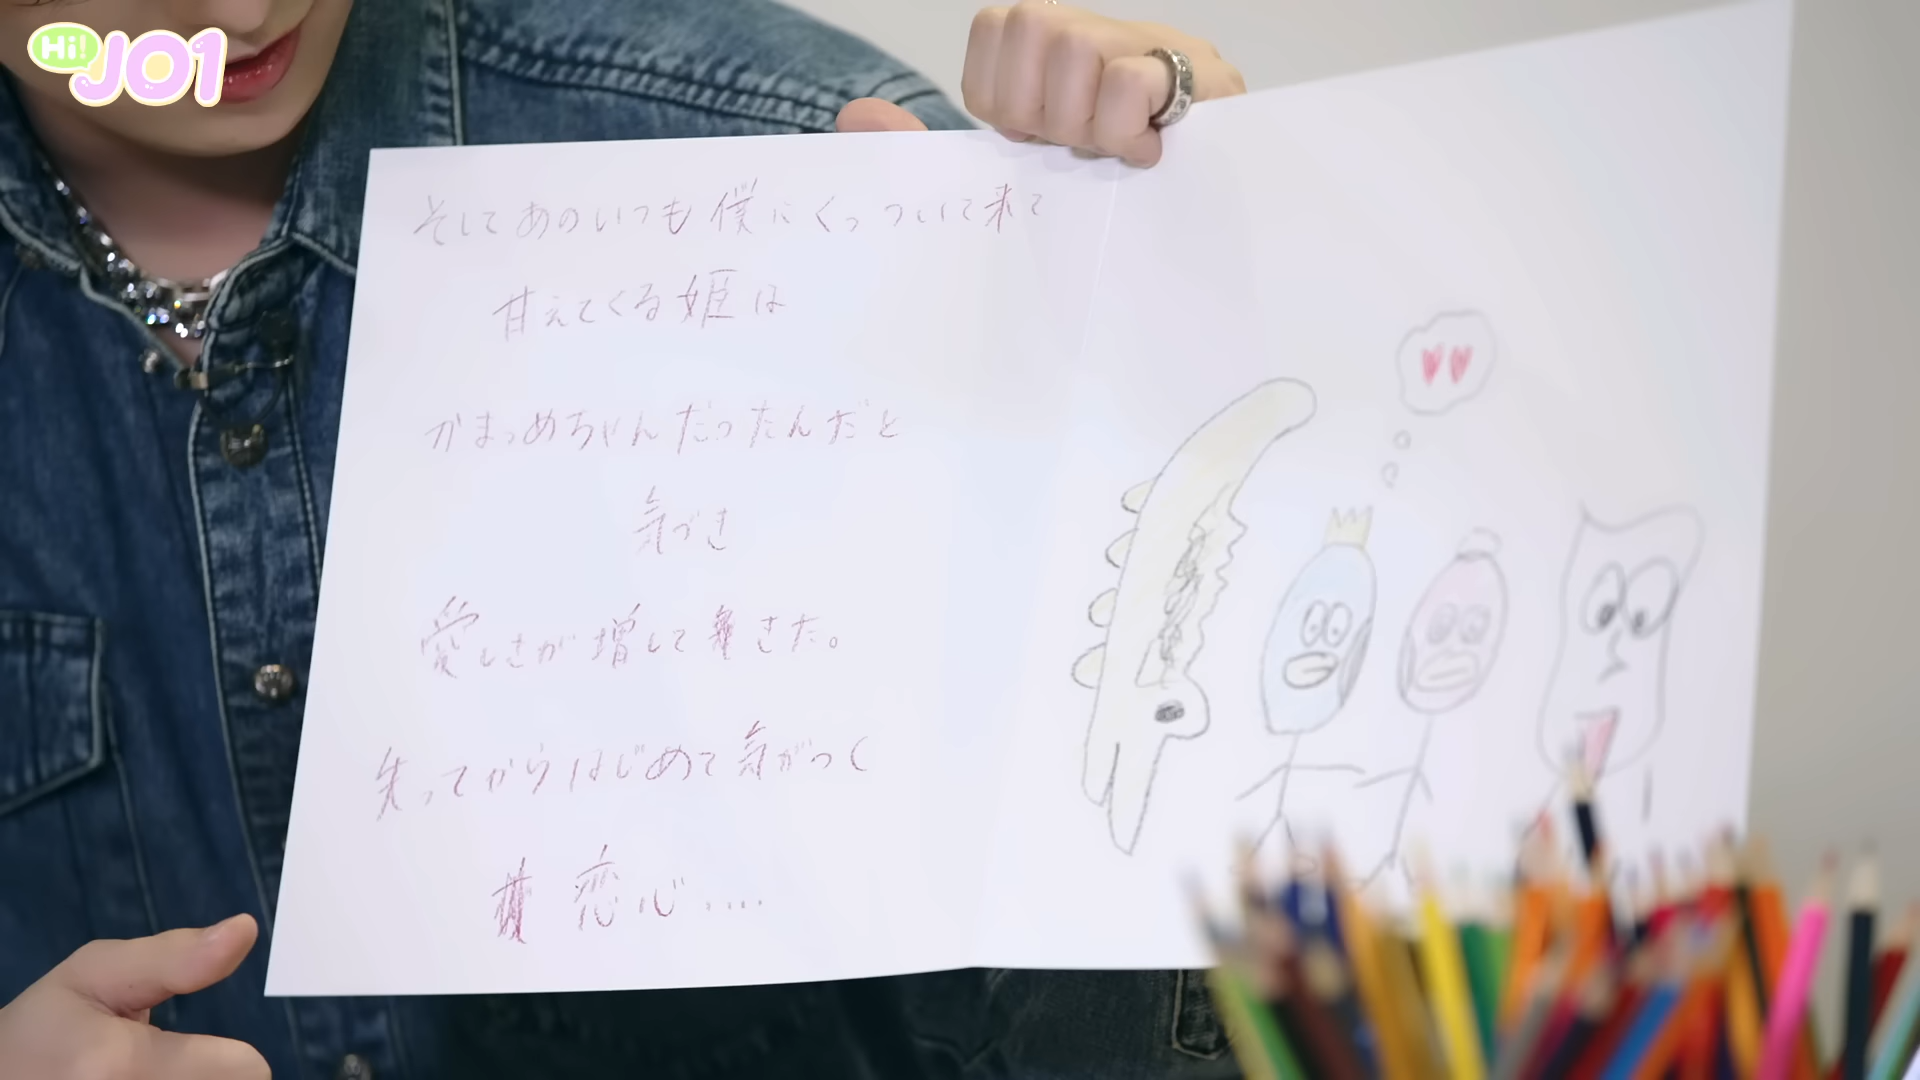 Hi! JO1
そしてあのいつも僕にくっついて来て
甘えてくる姫は
かまっめちゃんだったんだと
気づき
愛しさが増してきた。
失ってからはじめて気がつく
恋心....